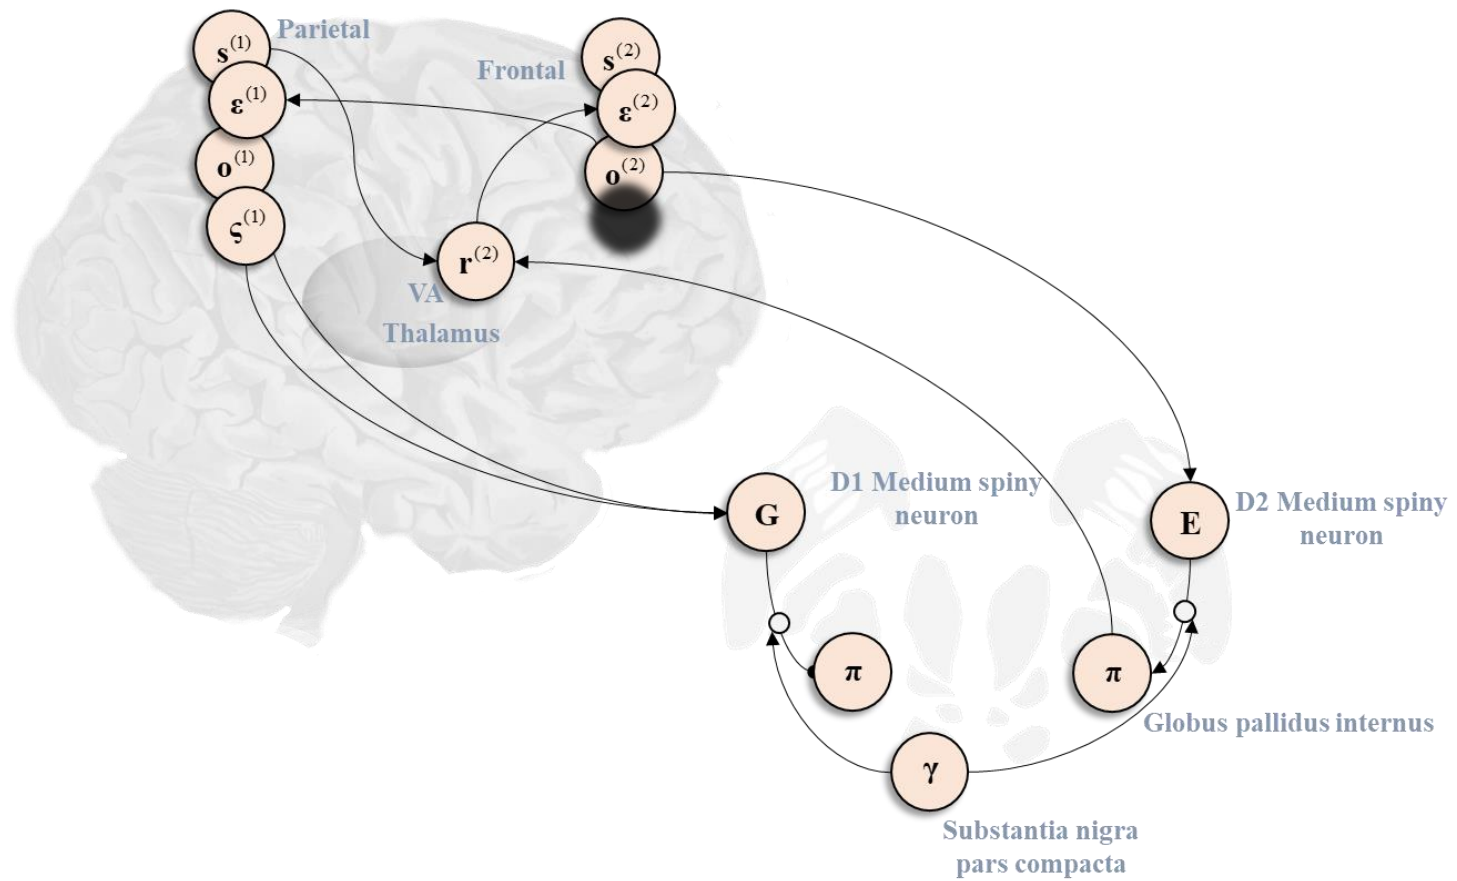 s(1)
Parietal
s(2)
Frontal
ε(1)
ε(2)
o(1)
o(2)
ς(1)
r(2)
VA
Thalamus
G
D1 Medium spiny
neuron
E
D2 Medium spiny
neuron
π
π
Globus pallidus internus
γ
Substantia nigra
pars compacta